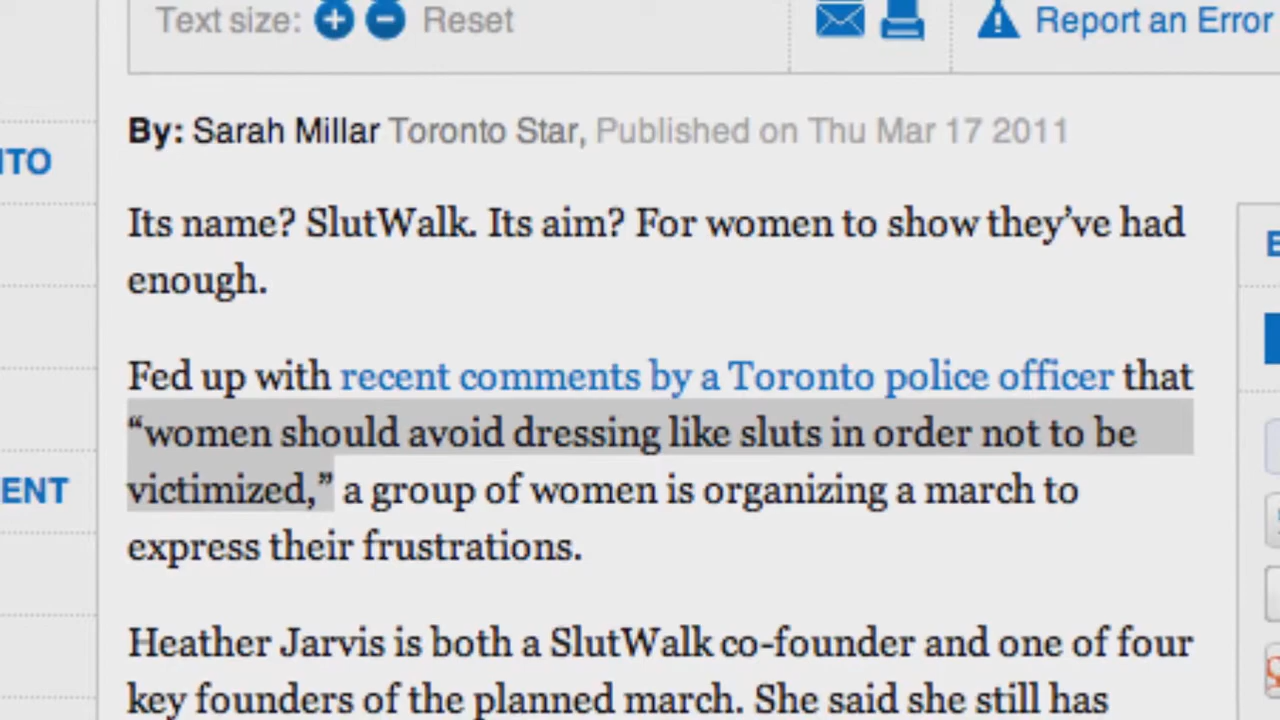 Text size: Reset
Report an Error
By: Sarah Millar Toronto Star, Published on Thu Mar 17 2011
Its name? SlutWalk. Its aim? For women to show they’ve had
enough.
Fed up with recent comments by a Toronto police officer that
“women should avoid dressing like sluts in order not to be
victimized,” a group of women is organizing a march to
express their frustrations.
Heather Jarvis is both a SlutWalk co-founder and one of four
key founders of the planned march. She said she still has